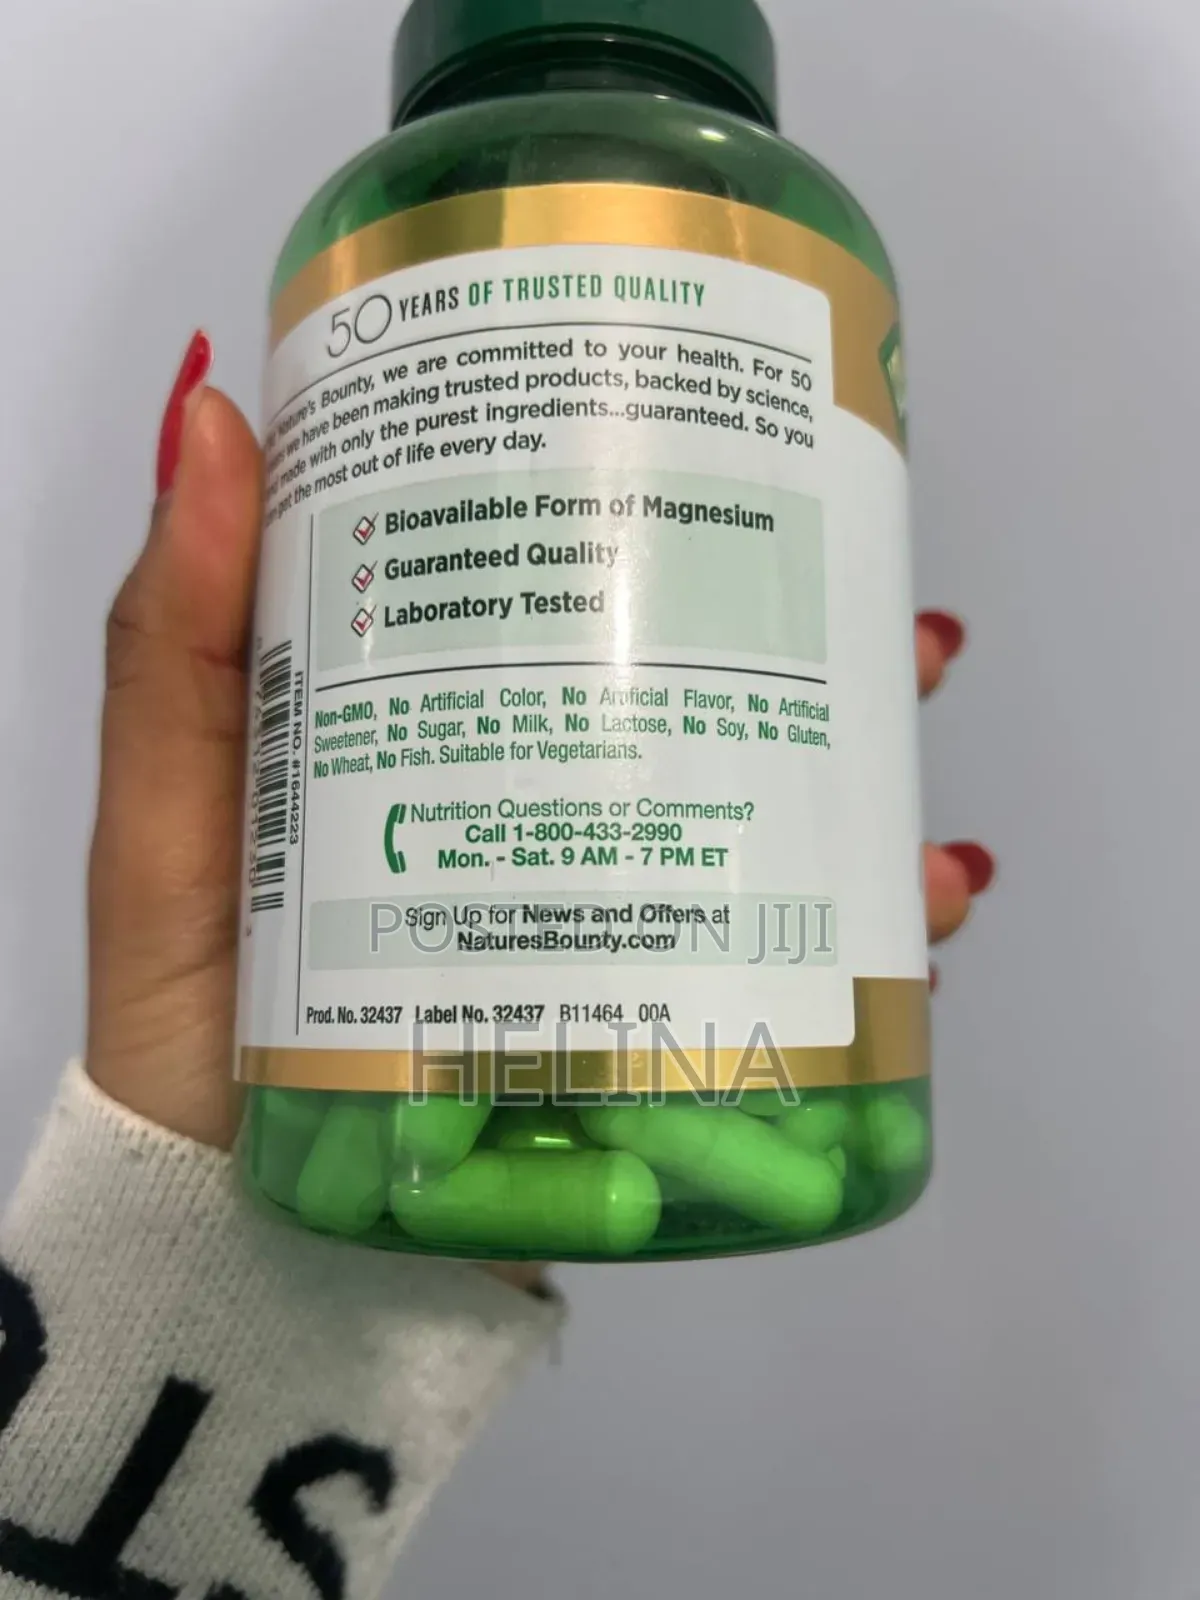 50 YEARS OF TRUSTED QUALITY
Nature's Bounty, we are committed to your health. For 50
we have been making trusted products, backed by science,
made with only the purest ingredients...guaranteed. So you
get the most out of life every day.
Bioavailable Form of Magnesium
Guaranteed Quality
Laboratory Tested
Non-GMO, No Artificial Color, No Artificial Flavor, No Artificial
Sweetener, No Sugar, No Milk, No Lactose, No Soy, No Gluten,
No Wheat, No Fish. Suitable for Vegetarians.
Nutrition Questions or Comments?
Call 1-800-433-2990
Mon. - Sat. 9 AM - 7 PM ET
Sign Up for News and Offers at
NaturesBounty.com
Prod. No. 32437 Label No. 32437 B11464 00A
ITEM NO. #1644223
POSTED ON JIJI
HELINA